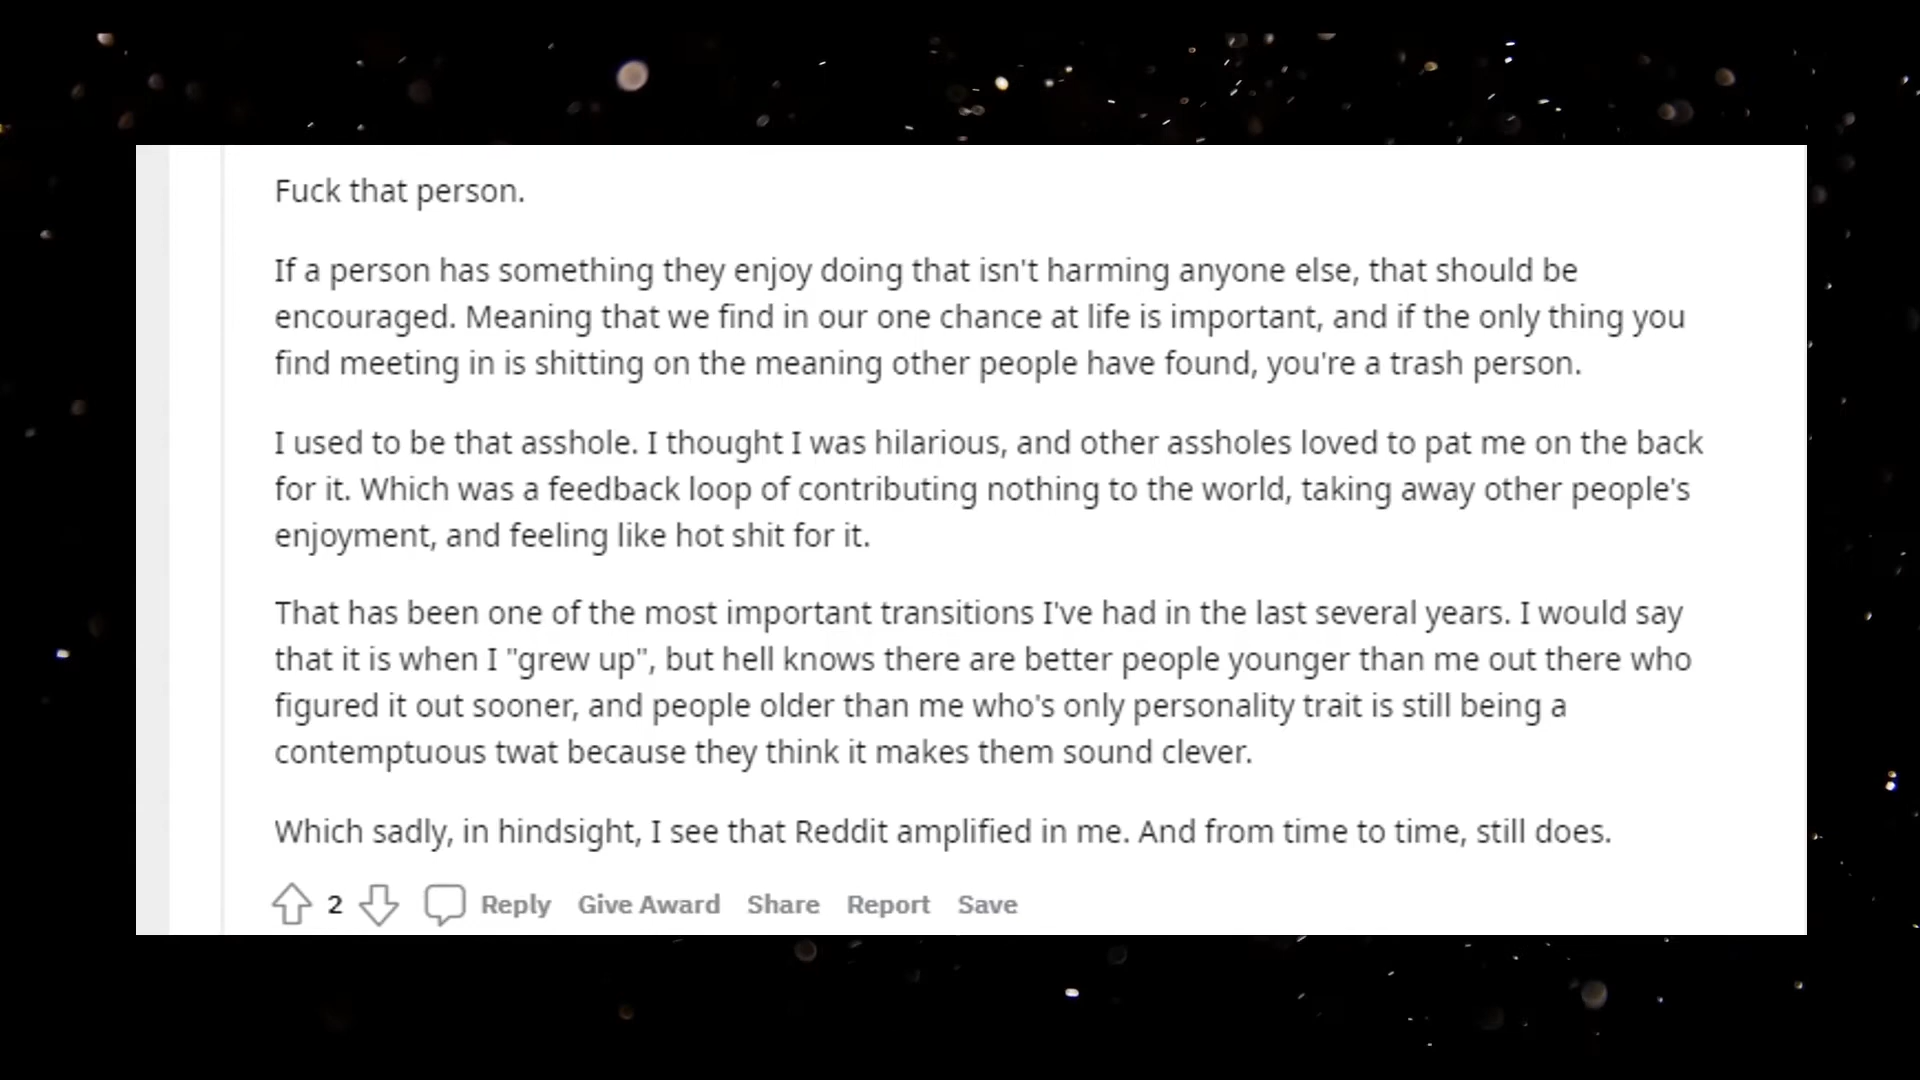 Fuck that person.
If a person has something they enjoy doing that isn't harming anyone else, that should be
encouraged. Meaning that we find in our one chance at life is important, and if the only thing you
find meeting in is shitting on the meaning other people have found, you're a trash person.
I used to be that asshole. I thought I was hilarious, and other assholes loved to pat me on the back
for it. Which was a feedback loop of contributing nothing to the world, taking away other people's
enjoyment, and feeling like hot shit for it.
That has been one of the most important transitions I've had in the last several years. I would say
that it is when I "grew up", but hell knows there are better people younger than me out there who
figured it out sooner, and people older than me who's only personality trait is still being a
contemptuous twat because they think it makes them sound clever.
Which sadly, in hindsight, I see that Reddit amplified in me. And from time to time, still does.
2 Reply Give Award Share Report Save